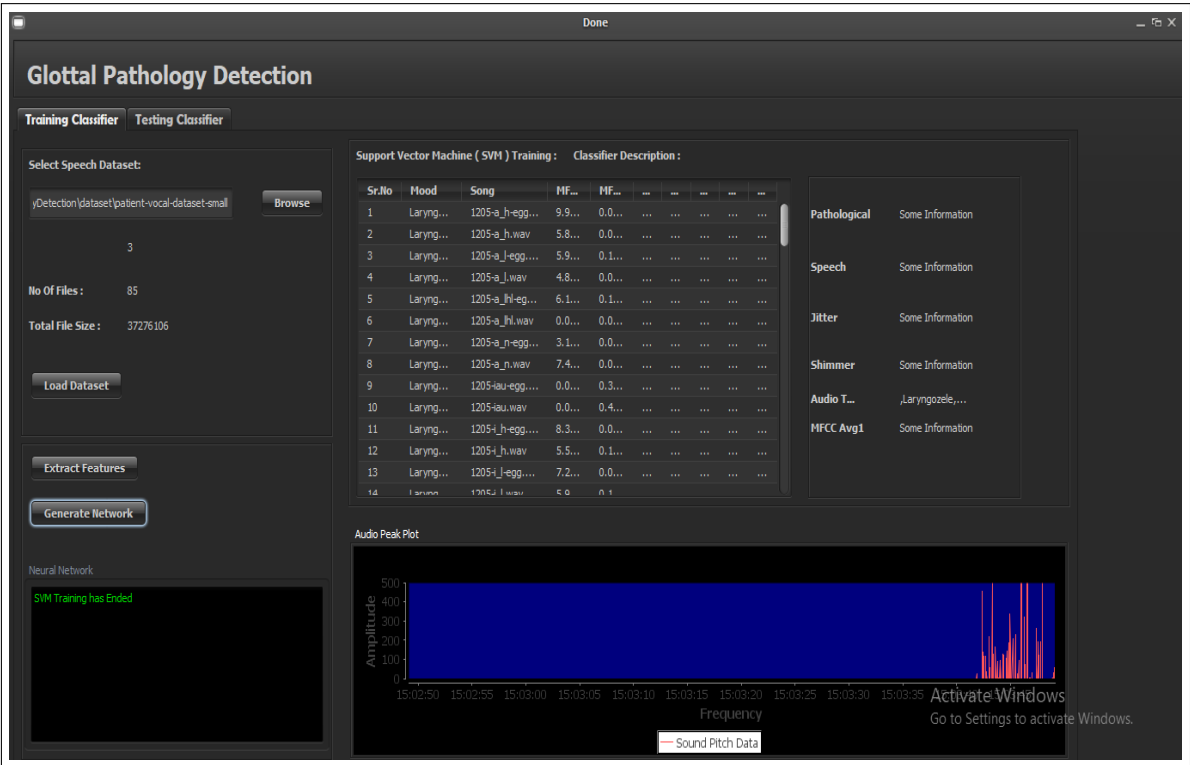 Done
Glottal Pathology Detection
Training Classifier Testing Classifier
Select Speech Dataset:
yDetection\dataset\patient-vocal-dataset-small Browse
3
No Of Files : 85
Total File Size : 37276106
Load Dataset
Extract Features
Generate Network
Neural Network
SVM Training has Ended
Support Vector Machine ( SVM ) Training : Classifier Description :
Sr.No Mood Song MF... MF... ... ... ... ... ...
1 Laryng... 1205-a_h-egg... 9.9... 0.0... ... ... ... ... ...
2 Laryng... 1205-a_h.wav 5.8... 0.0... ... ... ... ... ...
3 Laryng... 1205-a_l-egg.... 5.9... 0.1... ... ... ... ... ...
4 Laryng... 1205-a_l.wav 4.8... 0.0... ... ... ... ... ...
5 Laryng... 1205-a_lhl-eg... 6.1... 0.1... ... ... ... ... ...
6 Laryng... 1205-a_lhl.wav 0.0... 0.0... ... ... ... ... ...
7 Laryng... 1205-a_n-egg... 3.1... 0.0... ... ... ... ... ...
8 Laryng... 1205-a_n.wav 7.4... 0.0... ... ... ... ... ...
9 Laryng... 1205-iau-egg.... 0.0... 0.3... ... ... ... ... ...
10 Laryng... 1205-iau.wav 0.0... 0.4... ... ... ... ... ...
11 Laryng... 1205-i_h-egg.... 8.3... 0.0... ... ... ... ... ...
12 Laryng... 1205-i_h.wav 5.5... 0.1... ... ... ... ... ...
13 Laryng... 1205-i_l-egg.... 7.2... 0.0... ... ... ... ... ...
14 Laryng 1205-i_l.wav 5.9 0.1
Pathological Some Information
Speech Some Information
Jitter Some Information
Shimmer Some Information
Audio T... ,Laryngozele,...
MFCC Avg1 Some Information
Audio Peak Plot
500
400
300
200
100
0
Amplitude
15:02:50 15:02:55 15:03:00 15:03:05 15:03:10 15:03:15 15:03:20 15:03:25 15:03:30 15:03:35
Frequency
Sound Pitch Data
Activate Windows
Go to Settings to activate Windows.